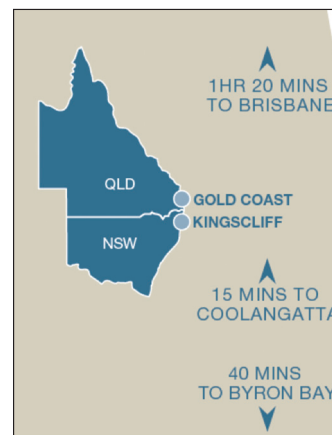 1HR 20 MINS
TO BRISBANE
QLD
GOLD COAST
KINGSCLIFF
NSW
15 MINS TO
COOLANGATTA
40 MINS
TO BYRON BAY